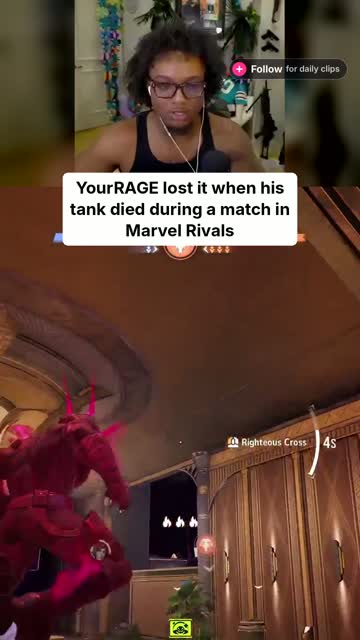 Follow for daily clips
YourRAGE lost it when his
tank died during a match in
Marvel Rivals
Righteous Cross 4s